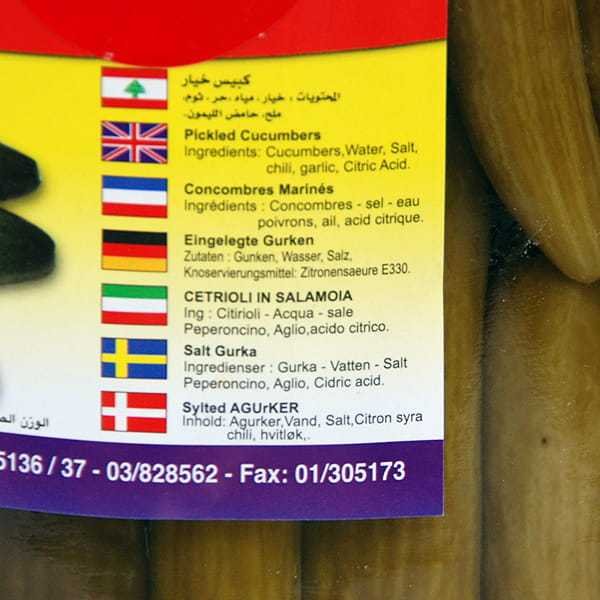 كبيس خيار
المحتويات : خيار، مياه، حر، ثوم،
ملح، حامض الليمون.
Pickled Cucumbers
Ingredients: Cucumbers,Water, Salt,
chili, garlic, Citric Acid.
Concombres Marinés
Ingrédients : Concombres - sel - eau
poivrons, ail, acid citrique.
Eingelegte Gurken
Zutaten : Gunken, Wasser, Salz,
Knoservierungsmittel: Zitronensaeure E330.
CETRIOLI IN SALAMOIA
Ing : Citirioli - Acqua - sale
Peperoncino, Aglio,acido citrico.
Salt Gurka
Ingredienser : Gurka - Vatten - Salt
Peperoncino, Aglio, Cidric acid.
Sylted AGUrKER
Inhold: Agurker,Vand, Salt,Citron syra
chili, hvitløk,.
الوزن
5136 / 37 - 03/828562 - Fax: 01/305173